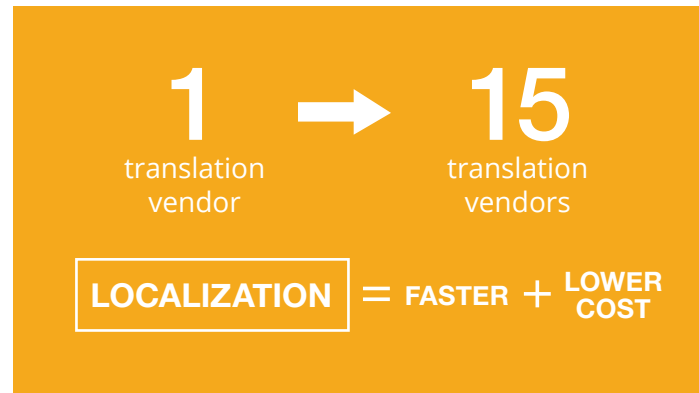 1 → 15
translation translation
vendor vendors
LOCALIZATION = FASTER + LOWER COST